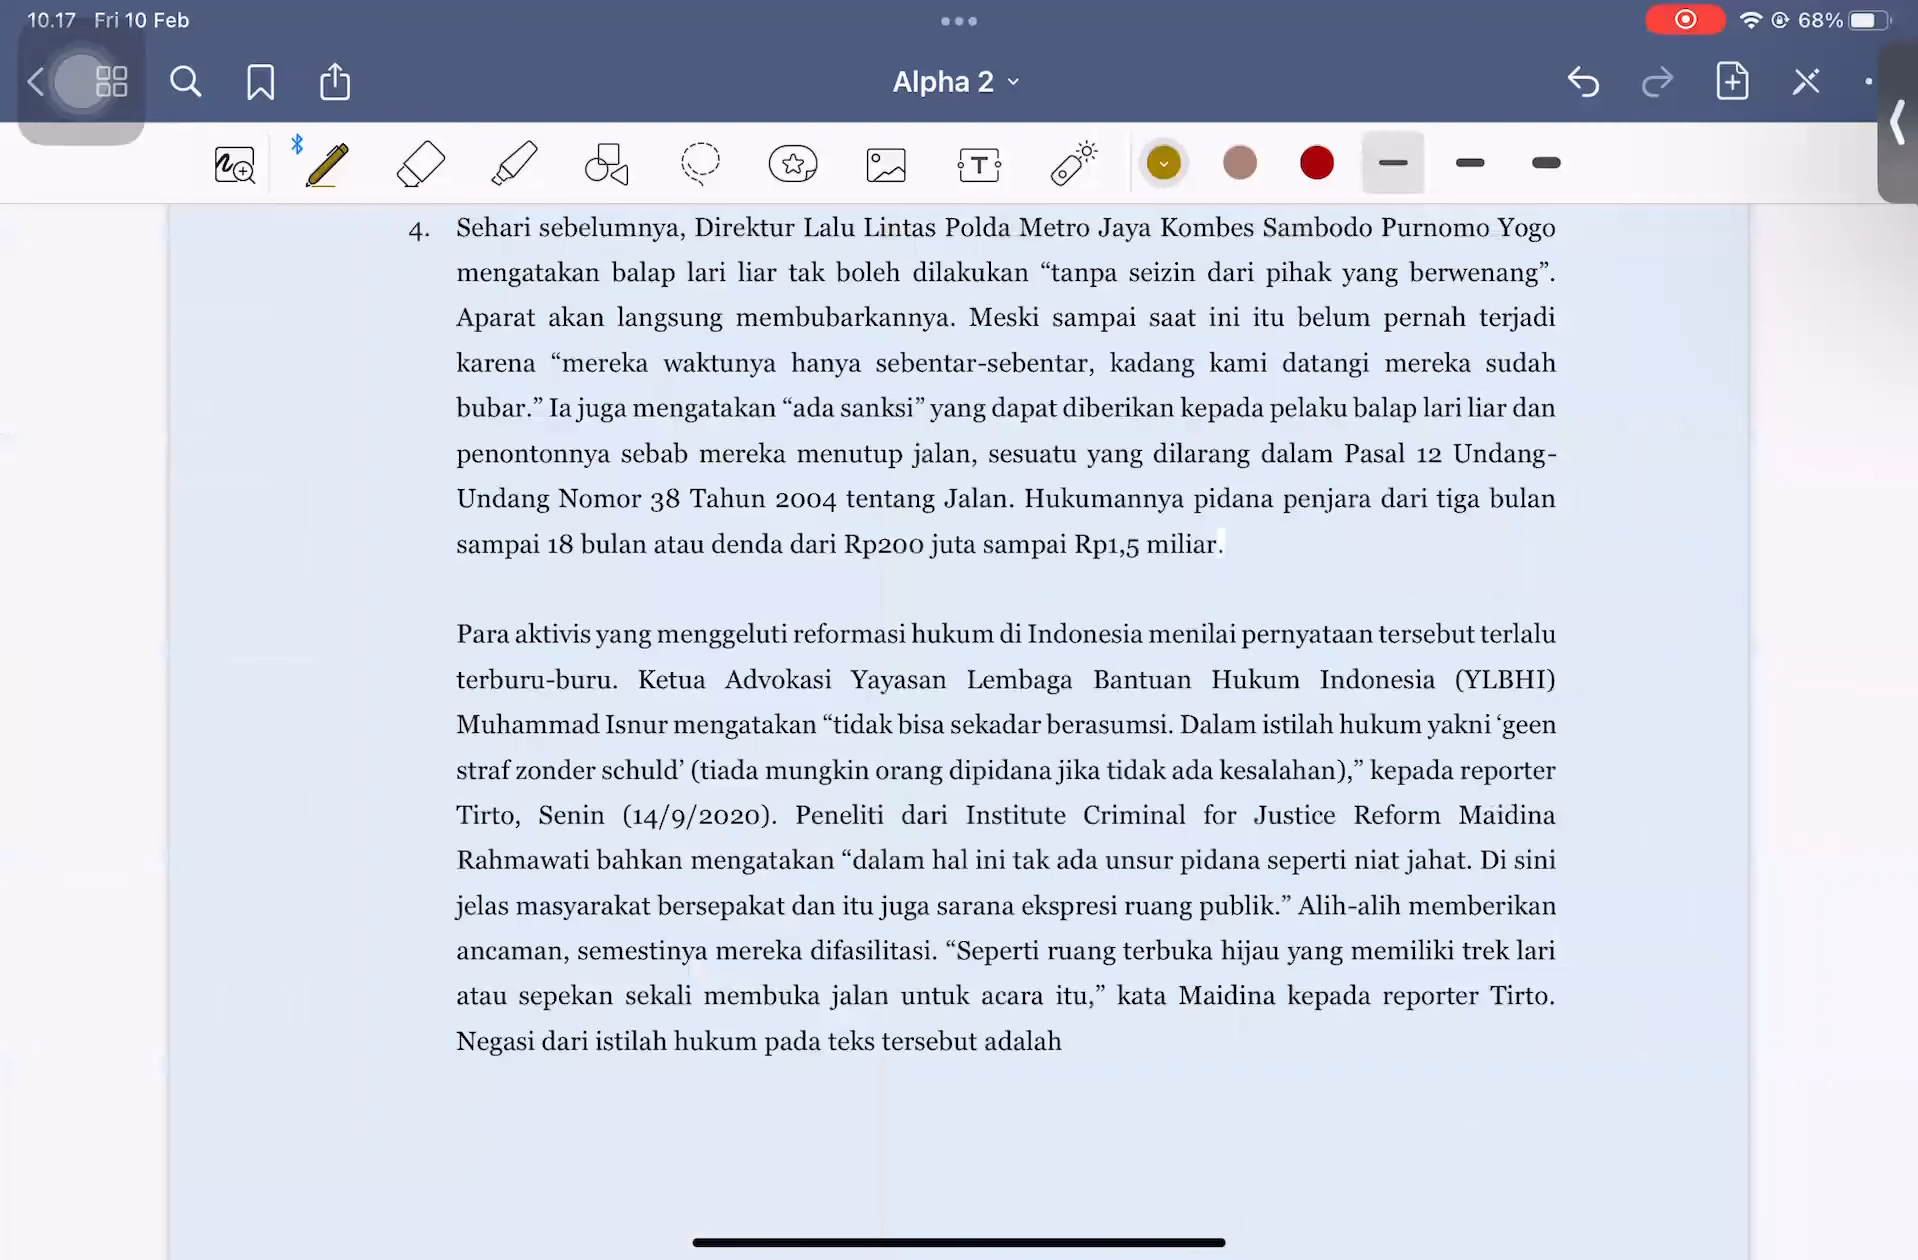 10.17 Fri 10 Feb
68%
Alpha 2
T
4. Sehari sebelumnya, Direktur Lalu Lintas Polda Metro Jaya Kombes Sambodo Purnomo Yogo
mengatakan balap lari liar tak boleh dilakukan “tanpa seizin dari pihak yang berwenang”.
Aparat akan langsung membubarkannya. Meski sampai saat ini itu belum pernah terjadi
karena “mereka waktunya hanya sebentar-sebentar, kadang kami datangi mereka sudah
bubar.” Ia juga mengatakan “ada sanksi” yang dapat diberikan kepada pelaku balap lari liar dan
penontonnya sebab mereka menutup jalan, sesuatu yang dilarang dalam Pasal 12 Undang-
Undang Nomor 38 Tahun 2004 tentang Jalan. Hukumannya pidana penjara dari tiga bulan
sampai 18 bulan atau denda dari Rp200 juta sampai Rp1,5 miliar.
Para aktivis yang menggeluti reformasi hukum di Indonesia menilai pernyataan tersebut terlalu
terburu-buru. Ketua Advokasi Yayasan Lembaga Bantuan Hukum Indonesia (YLBHI)
Muhammad Isnur mengatakan “tidak bisa sekadar berasumsi. Dalam istilah hukum yakni ‘geen
straf zonder schuld’ (tiada mungkin orang dipidana jika tidak ada kesalahan),” kepada reporter
Tirto, Senin (14/9/2020). Peneliti dari Institute Criminal for Justice Reform Maidina
Rahmawati bahkan mengatakan “dalam hal ini tak ada unsur pidana seperti niat jahat. Di sini
jelas masyarakat bersepakat dan itu juga sarana ekspresi ruang publik.” Alih-alih memberikan
ancaman, semestinya mereka difasilitasi. “Seperti ruang terbuka hijau yang memiliki trek lari
atau sepekan sekali membuka jalan untuk acara itu,” kata Maidina kepada reporter Tirto.
Negasi dari istilah hukum pada teks tersebut adalah